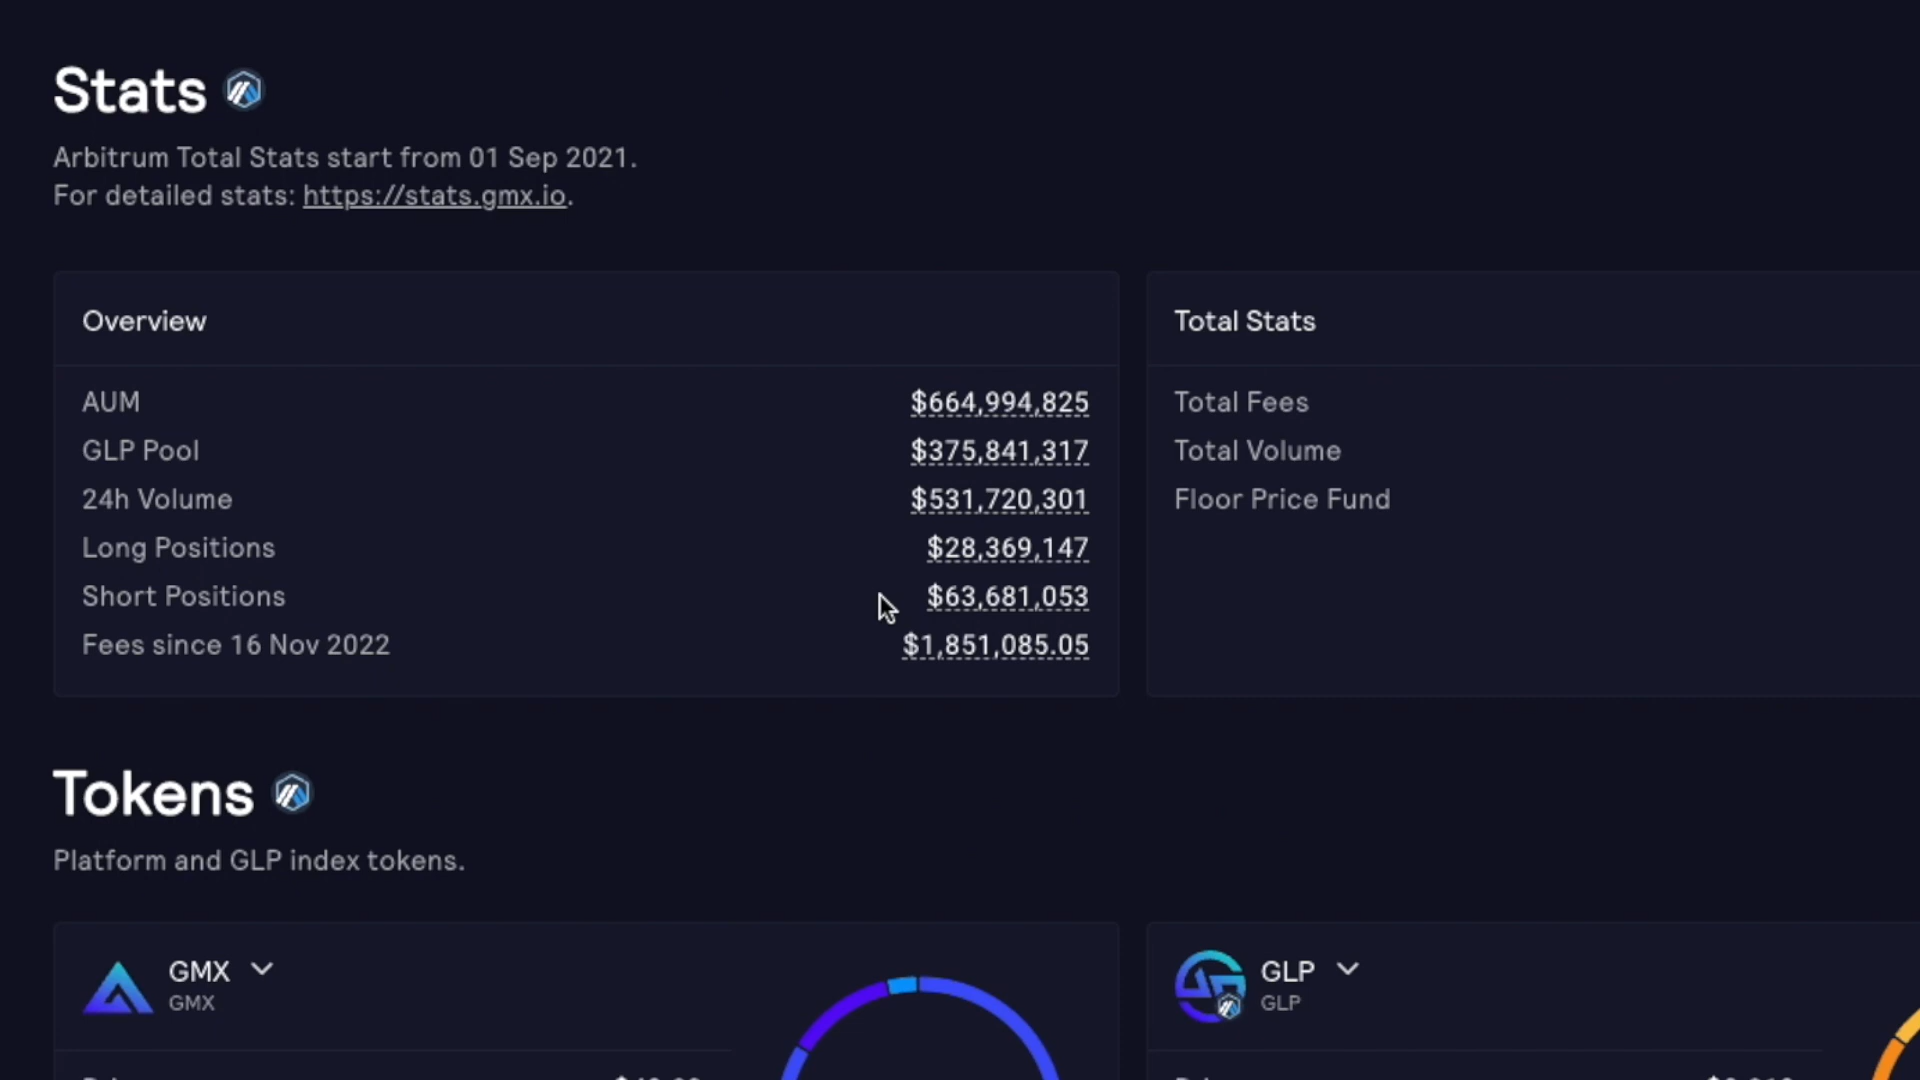 Stats
Arbitrum Total Stats start from 01 Sep 2021.
For detailed stats: https://stats.gmx.io.
Overview
AUM $664,994,825
GLP Pool $375,841,317
24h Volume $531,720,301
Long Positions $28,369,147
Short Positions $63,681,053
Fees since 16 Nov 2022 $1,851,085.05
Total Stats
Total Fees
Total Volume
Floor Price Fund
Tokens
Platform and GLP index tokens.
GMX
GMX
GLP
GLP